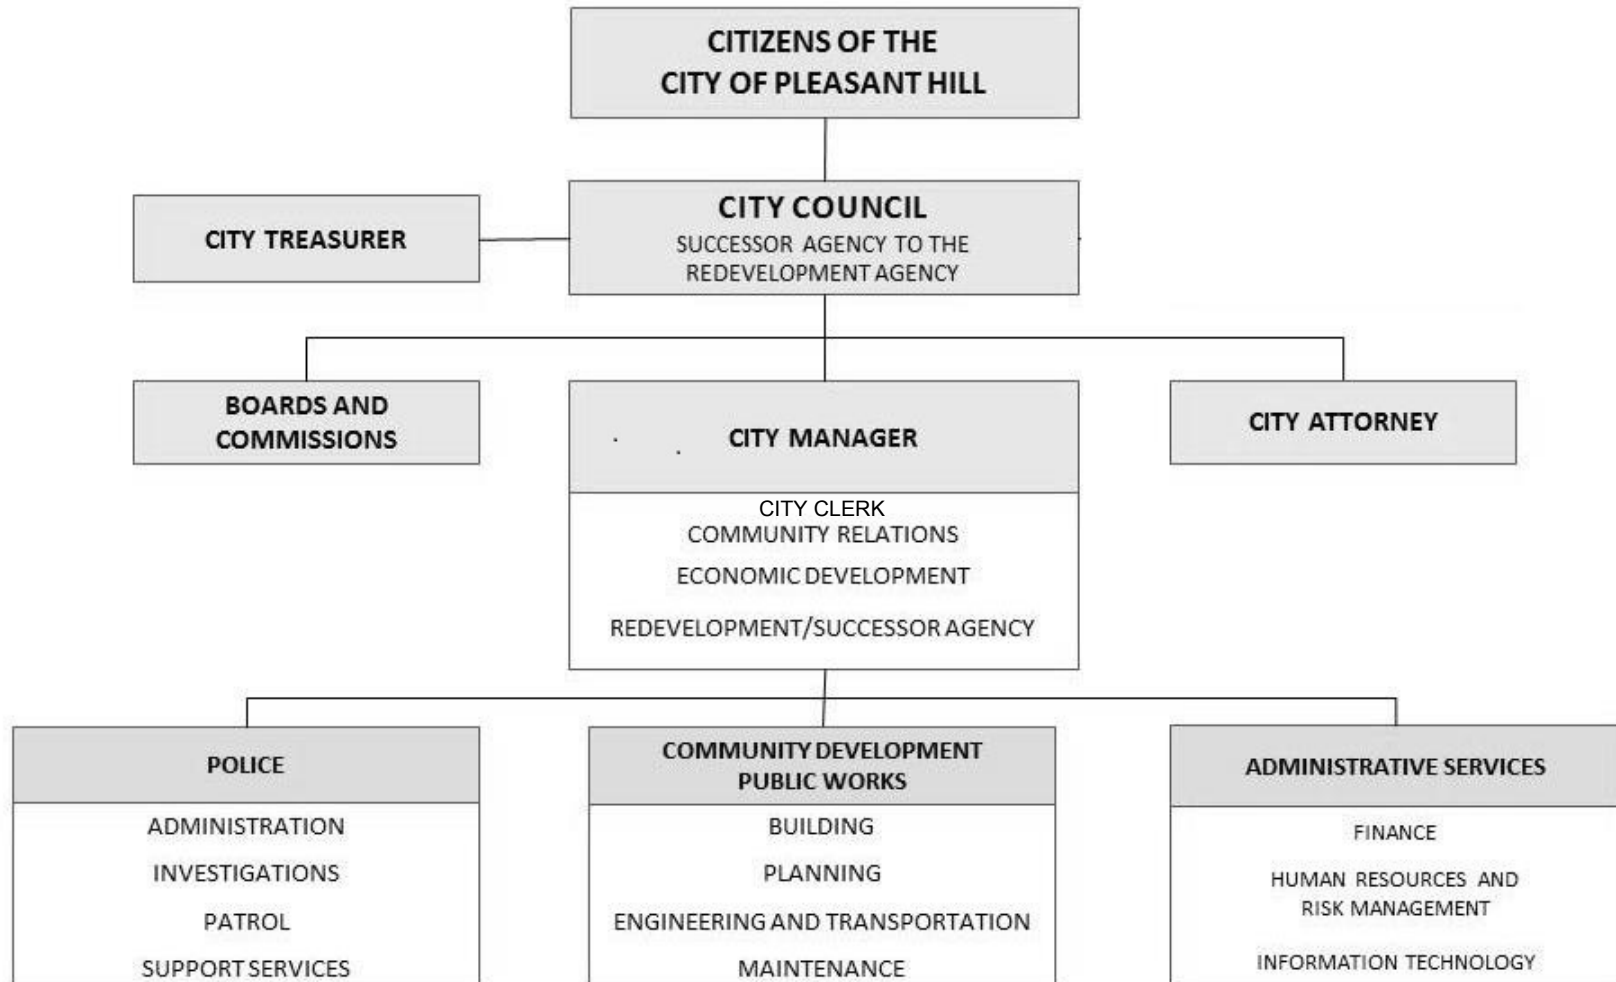 CITIZENS OF THE
CITY OF PLEASANT HILL
CITY TREASURER
CITY COUNCIL
SUCCESSOR AGENCY TO THE
REDEVELOPMENT AGENCY
BOARDS AND
COMMISSIONS
CITY MANAGER
CITY CLERK
COMMUNITY RELATIONS
ECONOMIC DEVELOPMENT
REDEVELOPMENT/SUCCESSOR AGENCY
CITY ATTORNEY
POLICE
ADMINISTRATION
INVESTIGATIONS
PATROL
SUPPORT SERVICES
COMMUNITY DEVELOPMENT
PUBLIC WORKS
BUILDING
PLANNING
ENGINEERING AND TRANSPORTATION
MAINTENANCE
ADMINISTRATIVE SERVICES
FINANCE
HUMAN RESOURCES AND
RISK MANAGEMENT
INFORMATION TECHNOLOGY